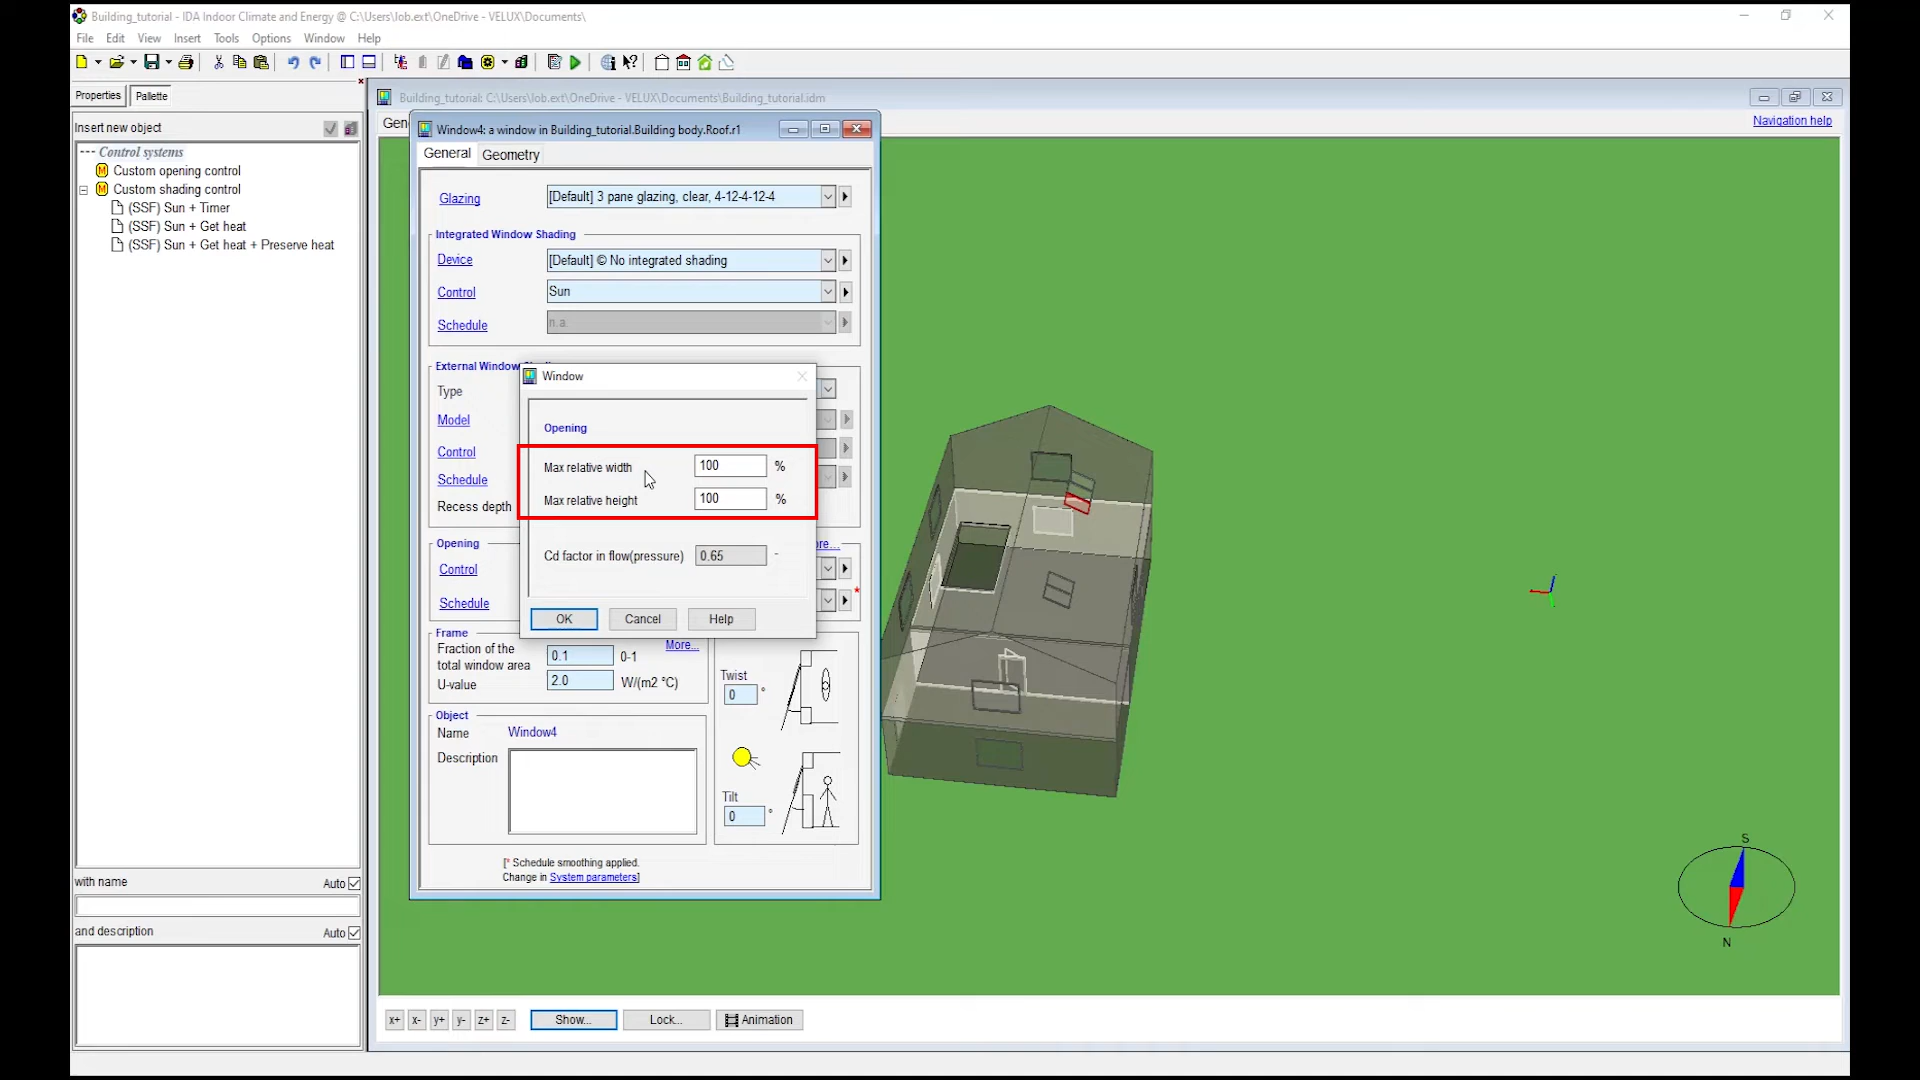 Building_tutorial - IDA Indoor Climate and Energy @ C:\Users\lob.ext\OneDrive - VELUX\Documents\
File Edit View Insert Tools Options Window Help
Properties Palette
Insert new object
--- Control systems
Custom opening control
Custom shading control
(SSF) Sun + Timer
(SSF) Sun + Get heat
(SSF) Sun + Get heat + Preserve heat
with name Auto
and description Auto
Building_tutorial: C:\Users\lob.ext\OneDrive - VELUX\Documents\Building_tutorial.idm
Gen
Navigation help
Window4: a window in Building_tutorial.Building body.Roof.r1
General Geometry
Glazing [Default] 3 pane glazing, clear, 4-12-4-12-4
Integrated Window Shading
Device [Default] © No integrated shading
Control Sun
Schedule n.a.
External Window
Type
Model
Control
Schedule
Recess depth
Opening ore...
Control
Schedule *
Window
Opening
Max relative width 100 %
Max relative height 100 %
Cd factor in flow(pressure) 0.65 -
OK Cancel Help
Frame
More...
Fraction of the
total window area 0.1 0-1
U-value 2.0 W/(m2 °C)
Object
Name Window4
Description
Twist
0 °
Tilt
0 °
[* Schedule smoothing applied.
Change in System parameters]
S
N
x+ x- y+ y- z+ z- Show... Lock... Animation